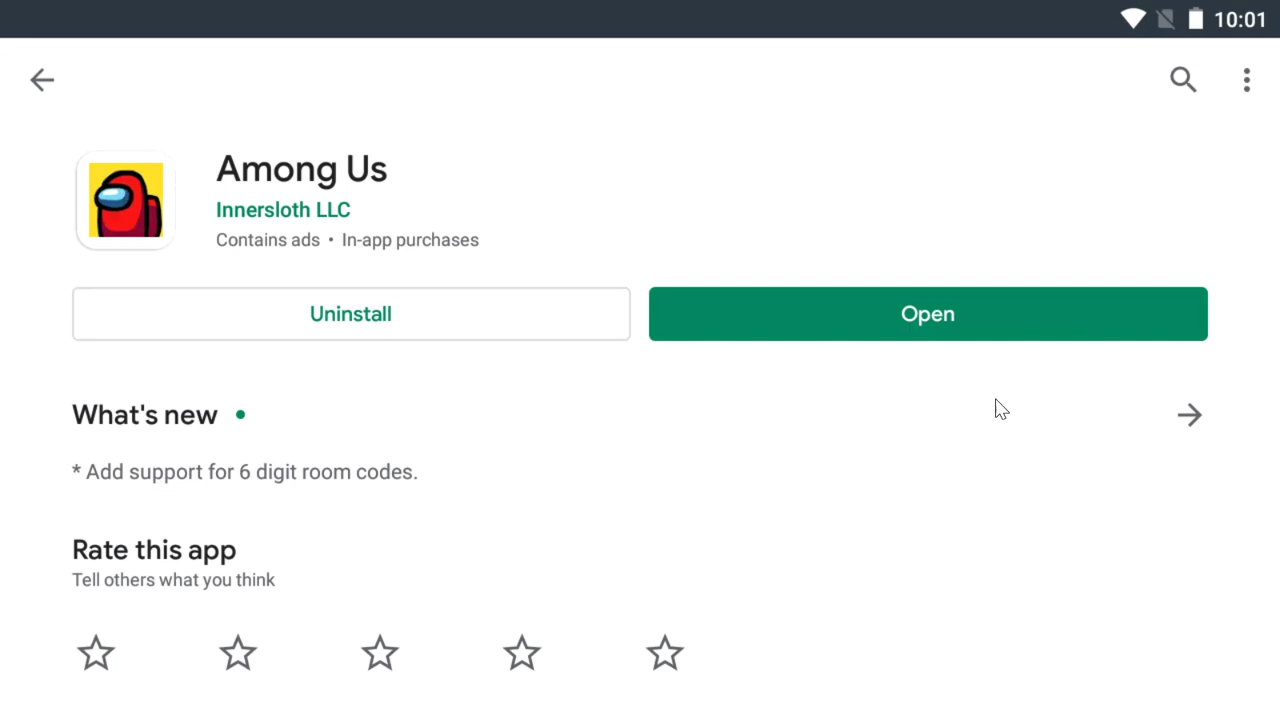 10:01
Among Us
Innersloth LLC
Contains ads • In-app purchases
Uninstall
Open
What's new
* Add support for 6 digit room codes.
Rate this app
Tell others what you think